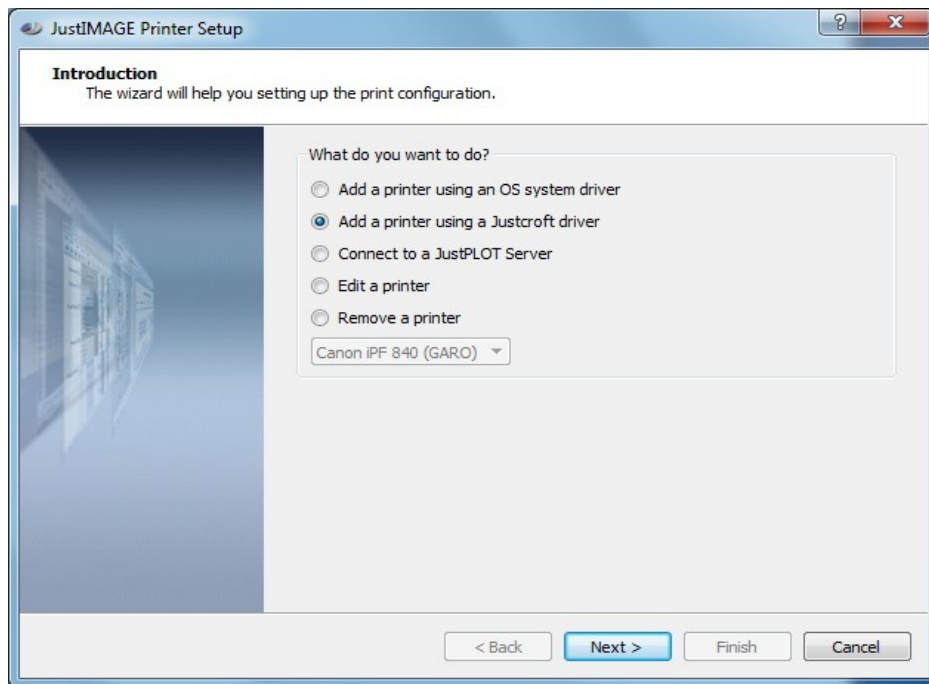 JustIMAGE Printer Setup
?
X
Introduction
The wizard will help you setting up the print configuration.
What do you want to do?
Add a printer using an OS system driver
Add a printer using a Justcroft driver
Connect to a JustPLOT Server
Edit a printer
Remove a printer
Canon iPF 840 (GARO)
< Back
Next >
Finish
Cancel